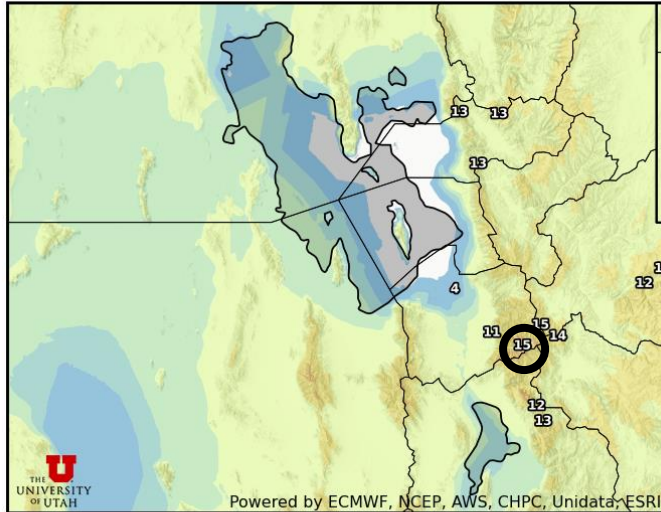 13
13
13
12
1
4
11
15
14
15
12
13
U
THE
UNIVERSITY
OF UTAH
Powered by ECMWF, NCEP, AWS, CHPC, Unidata, ESRI